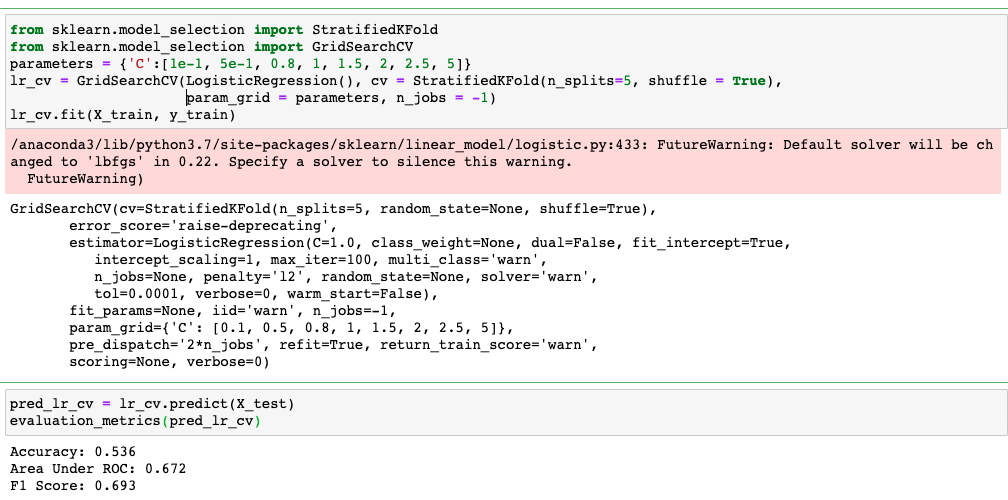 from sklearn.model_selection import StratifiedKFold
from sklearn.model_selection import GridSearchCV
parameters = {'C':[1e-1, 5e-1, 0.8, 1, 1.5, 2, 2.5, 5]}
lr_cv = GridSearchCV(LogisticRegression(), cv = StratifiedKFold(n_splits=5, shuffle = True),
param_grid = parameters, n_jobs = -1)
lr_cv.fit(X_train, y_train)
/anaconda3/lib/python3.7/site-packages/sklearn/linear_model/logistic.py:433: FutureWarning: Default solver will be ch
anged to 'lbfgs' in 0.22. Specify a solver to silence this warning.
FutureWarning)
GridSearchCV(cv=StratifiedKFold(n_splits=5, random_state=None, shuffle=True),
error_score='raise-deprecating',
estimator=LogisticRegression(C=1.0, class_weight=None, dual=False, fit_intercept=True,
intercept_scaling=1, max_iter=100, multi_class='warn',
n_jobs=None, penalty='l2', random_state=None, solver='warn',
tol=0.0001, verbose=0, warm_start=False),
fit_params=None, iid='warn', n_jobs=-1,
param_grid={'C': [0.1, 0.5, 0.8, 1, 1.5, 2, 2.5, 5]},
pre_dispatch='2*n_jobs', refit=True, return_train_score='warn',
scoring=None, verbose=0)
pred_lr_cv = lr_cv.predict(X_test)
evaluation_metrics(pred_lr_cv)
Accuracy: 0.536
Area Under ROC: 0.672
F1 Score: 0.693